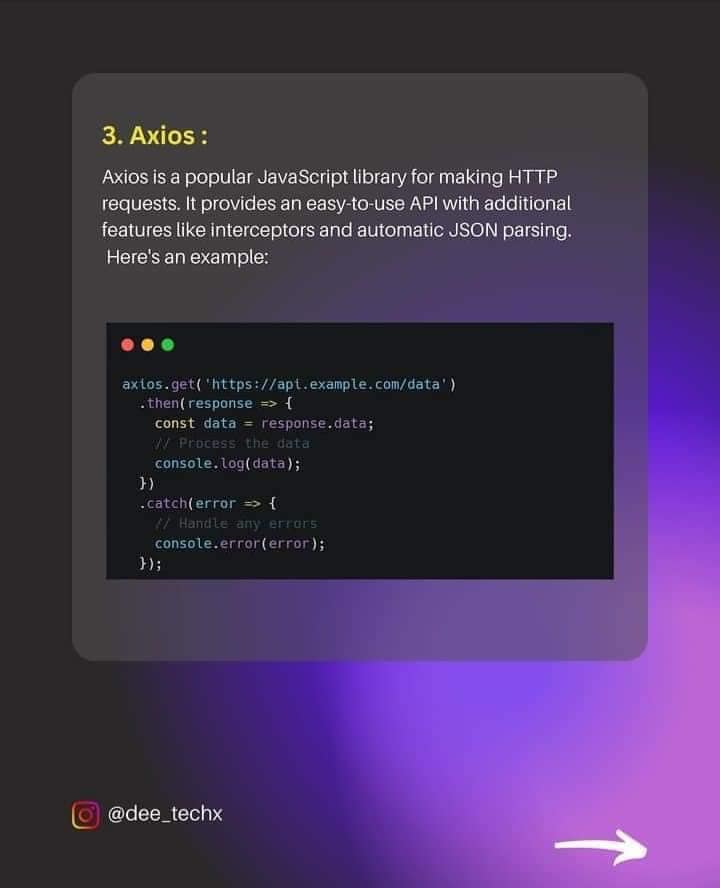 3. Axios :
Axios is a popular JavaScript library for making HTTP
requests. It provides an easy-to-use API with additional
features like interceptors and automatic JSON parsing.
Here's an example:
axios.get('https://api.example.com/data')
  .then(response => {
    const data = response.data;
    // Process the data
    console.log(data);
  })
  .catch(error => {
    // Handle any errors
    console.error(error);
  });
@dee_techx